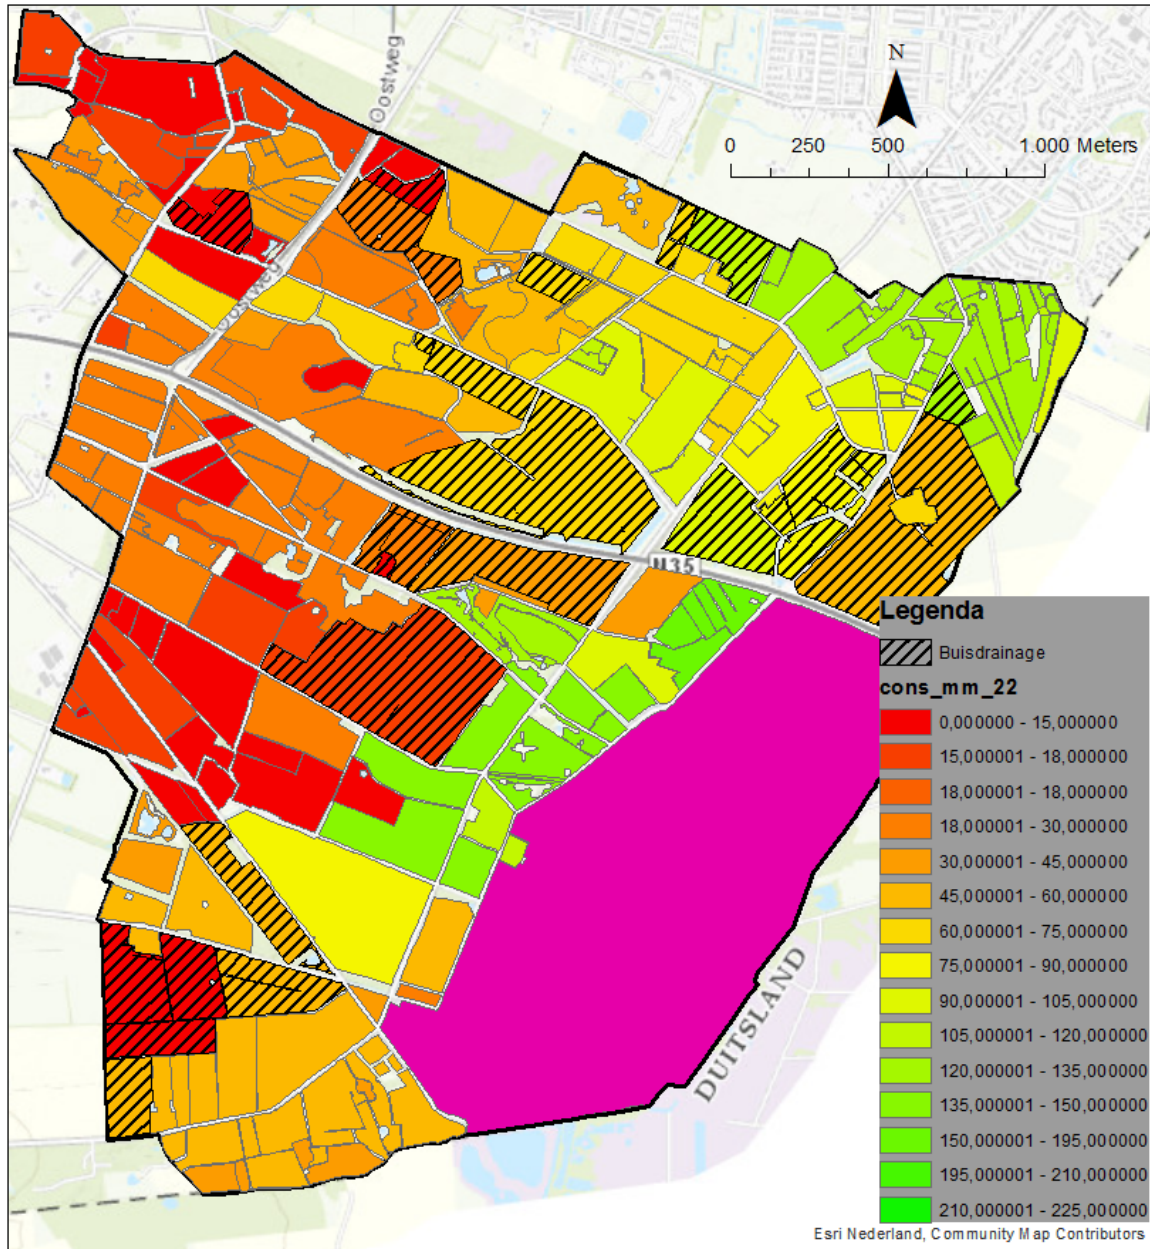 Oostweg
N
0 250 500 1.000 Meters
Oostweg
N35
DUITSLAND
Legenda
Buisdrainage
cons_mm_22
0,000000 - 15,000000
15,000001 - 18,000000
18,000001 - 18,000000
18,000001 - 30,000000
30,000001 - 45,000000
45,000001 - 60,000000
60,000001 - 75,000000
75,000001 - 90,000000
90,000001 - 105,000000
105,000001 - 120,000000
120,000001 - 135,000000
135,000001 - 150,000000
150,000001 - 195,000000
195,000001 - 210,000000
210,000001 - 225,000000
Esri Nederland, Community Map Contributors